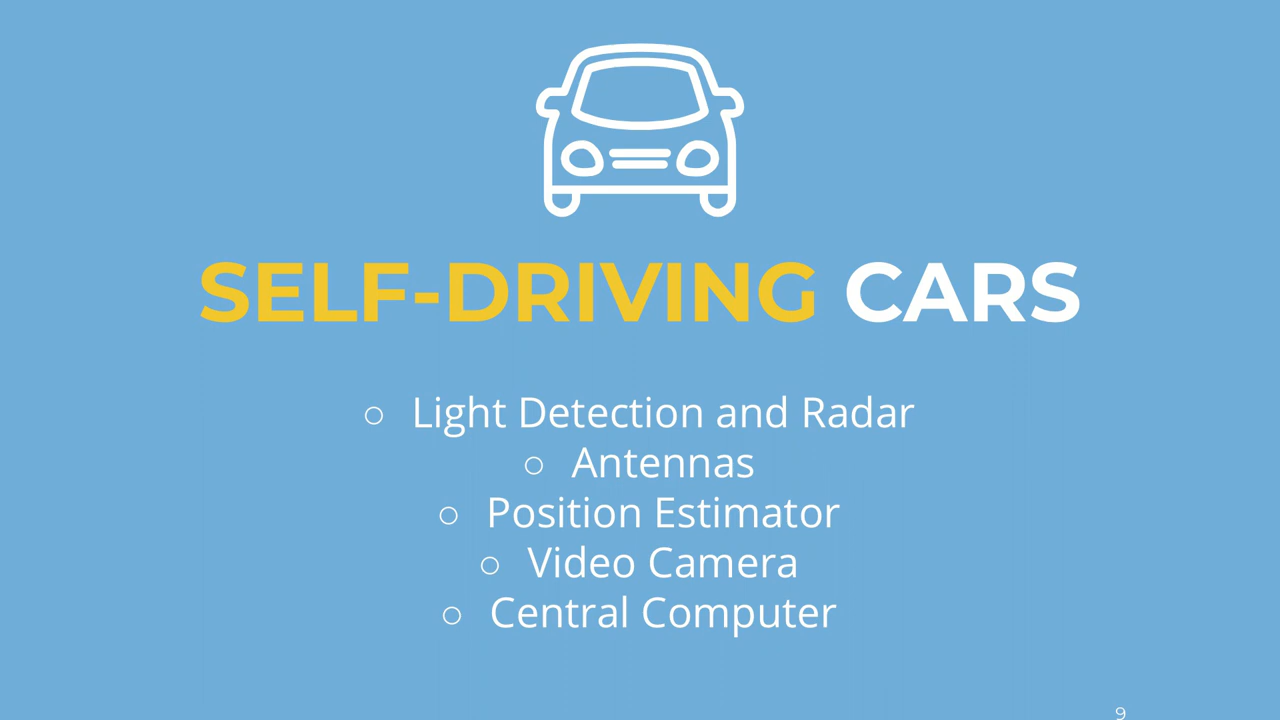 SELF-DRIVING CARS
○ Light Detection and Radar
○ Antennas
○ Position Estimator
○ Video Camera
○ Central Computer
9